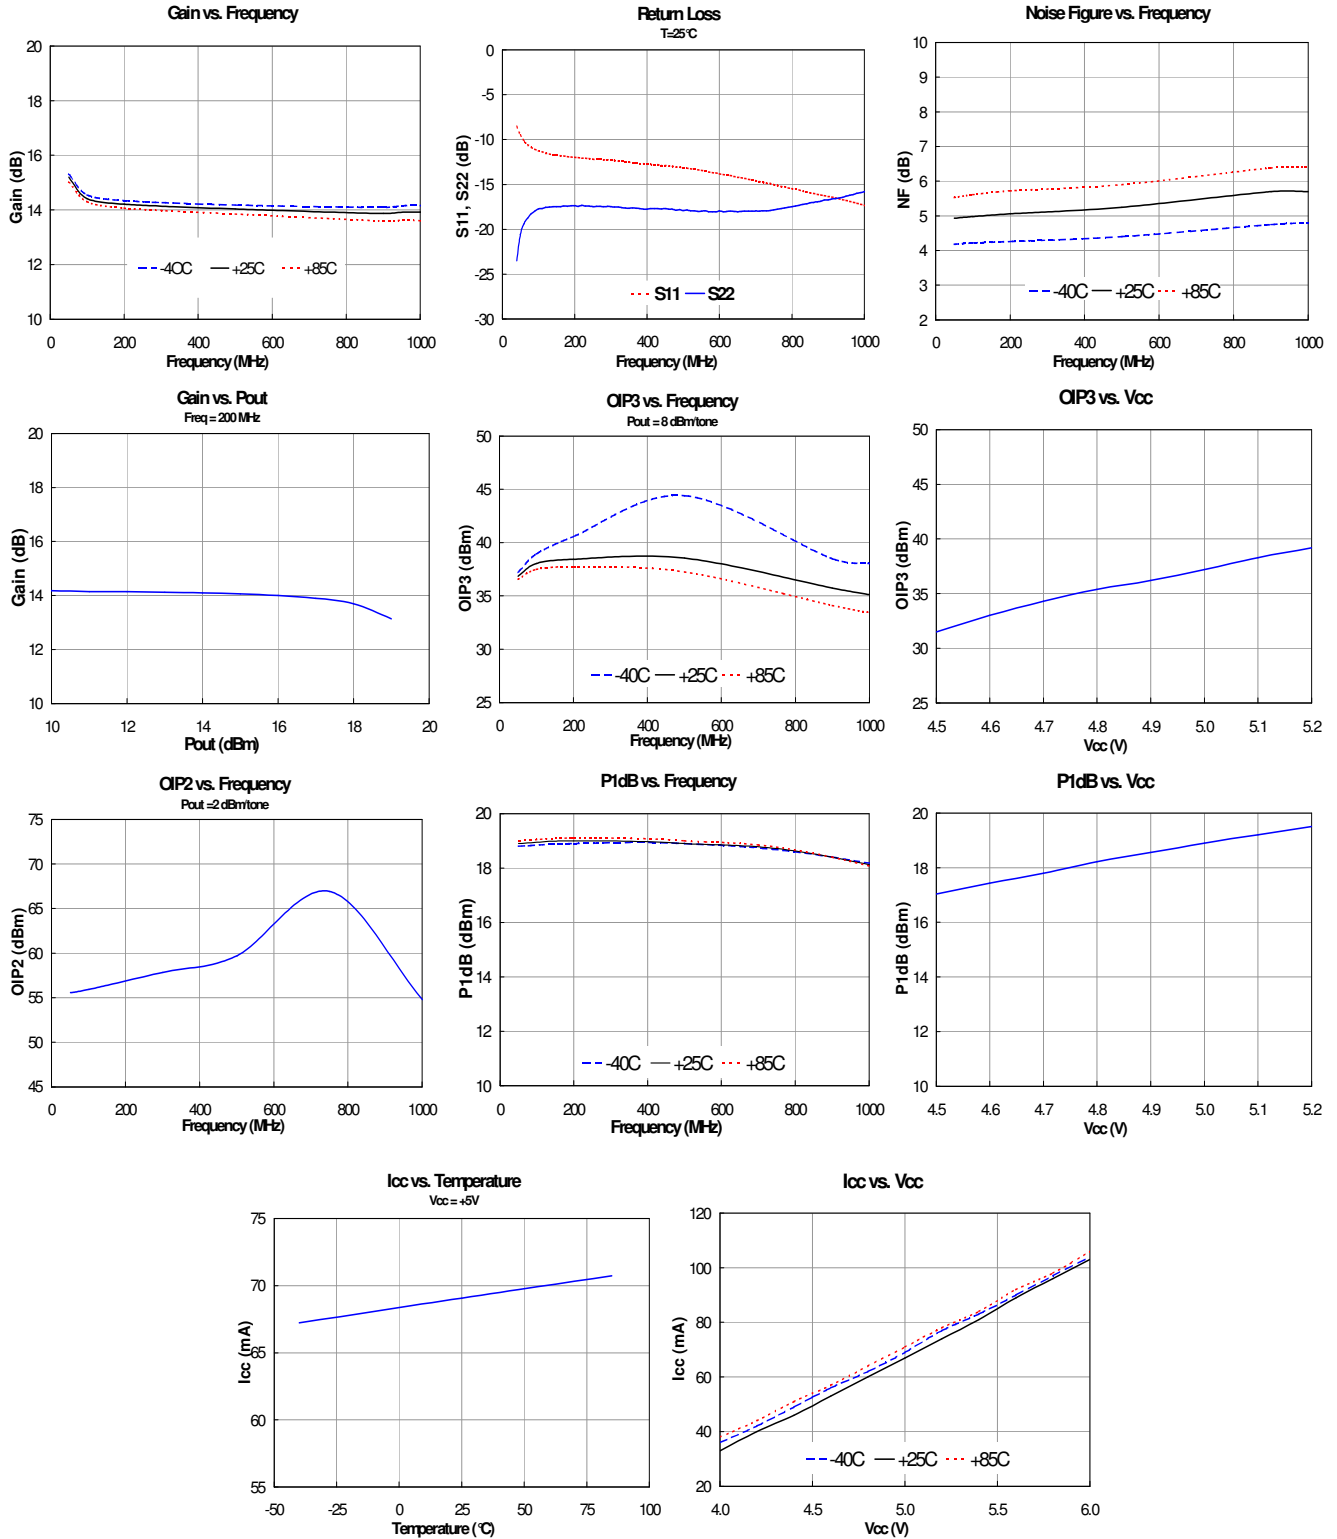 Gain vs. Frequency
20
18
16
14
12
10
Gain (dB)
-40C +25C +85C
0 200 400 600 800 1000
Frequency (MHz)
Return Loss
T=25°C
0
-5
-10
-15
-20
-25
-30
S11, S22 (dB)
S11 S22
0 200 400 600 800 1000
Frequency (MHz)
Noise Figure vs. Frequency
10
9
8
7
6
5
4
3
2
NF (dB)
-40C +25C +85C
0 200 400 600 800 1000
Frequency (MHz)
Gain vs. Pout
Freq = 200 MHz
20
18
16
14
12
10
Gain (dB)
10 12 14 16 18 20
Pout (dBm)
OIP3 vs. Frequency
Pout = 8 dBm/tone
50
45
40
35
30
25
OIP3 (dBm)
-40C +25C +85C
0 200 400 600 800 1000
Frequency (MHz)
OIP3 vs. Vcc
50
45
40
35
30
25
OIP3 (dBm)
4.5 4.6 4.7 4.8 4.9 5.0 5.1 5.2
Vcc (V)
OIP2 vs. Frequency
Pout =2 dBm/tone
75
70
65
60
55
50
45
OIP2 (dBm)
0 200 400 600 800 1000
Frequency (MHz)
P1dB vs. Frequency
20
18
16
14
12
10
P1dB (dBm)
-40C +25C +85C
0 200 400 600 800 1000
Frequency (MHz)
P1dB vs. Vcc
20
18
16
14
12
10
P1dB (dBm)
4.5 4.6 4.7 4.8 4.9 5.0 5.1 5.2
Vcc (V)
Icc vs. Temperature
Vcc = +5V
75
70
65
60
55
Icc (mA)
-50 -25 0 25 50 75 100
Temperature (°C)
Icc vs. Vcc
120
100
80
60
40
20
Icc (mA)
-40C +25C +85C
4.0 4.5 5.0 5.5 6.0
Vcc (V)